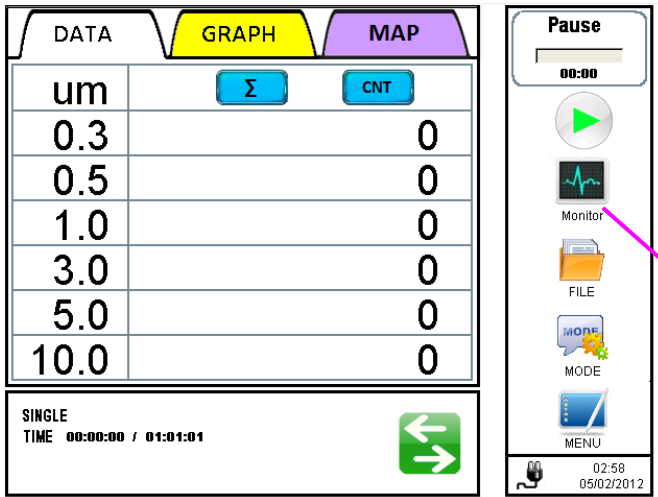 DATA GRAPH MAP
um Σ CNT
0.3 0
0.5 0
1.0 0
3.0 0
5.0 0
10.0 0
SINGLE
TIME 00:00:00 / 01:01:01
Pause
00:00
Monitor
FILE
MODE
MODE
MENU
02:58
05/02/2012